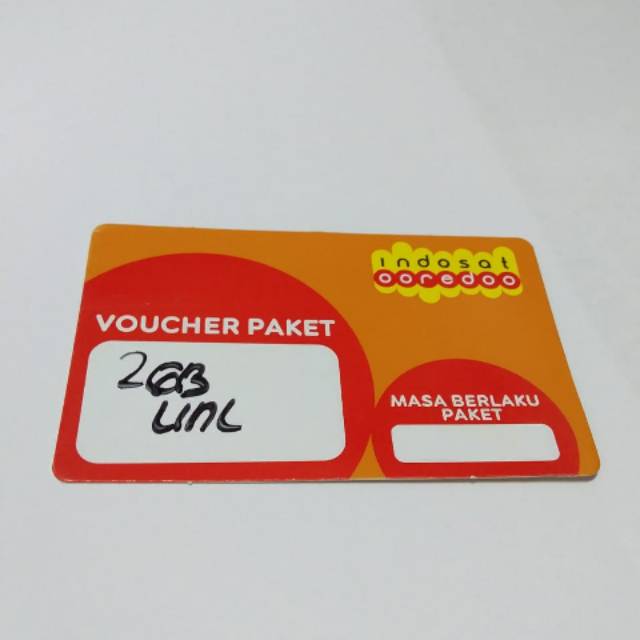 indosat
ooredoo
VOUCHER PAKET
2GB
UNL
MASA BERLAKU
PAKET